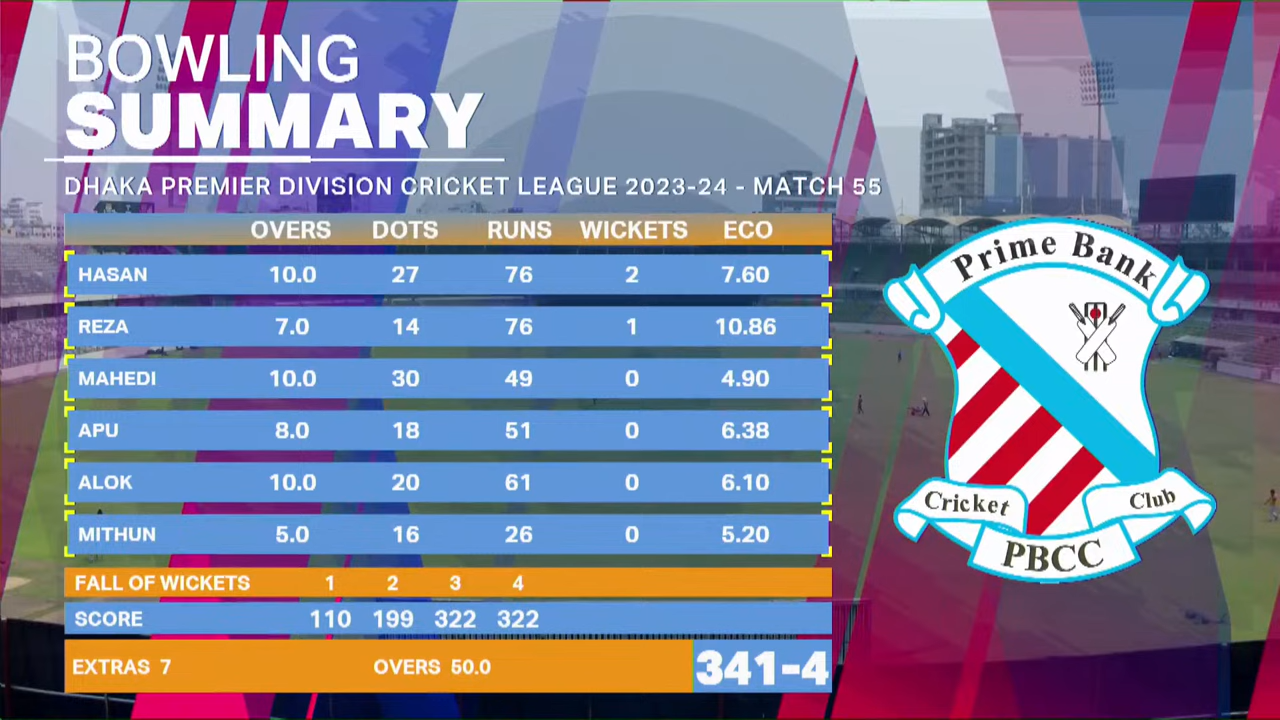 BOWLING
SUMMARY
DHAKA PREMIER DIVISION CRICKET LEAGUE 2023-24 - MATCH 55
OVERS DOTS RUNS WICKETS ECO
HASAN 10.0 27 76 2 7.60
REZA 7.0 14 76 1 10.86
MAHEDI 10.0 30 49 0 4.90
APU 8.0 18 51 0 6.38
ALOK 10.0 20 61 0 6.10
MITHUN 5.0 16 26 0 5.20
FALL OF WICKETS 1 2 3 4
SCORE 110 199 322 322
EXTRAS 7 OVERS 50.0 341-4
Prime Bank
Cricket Club
PBCC